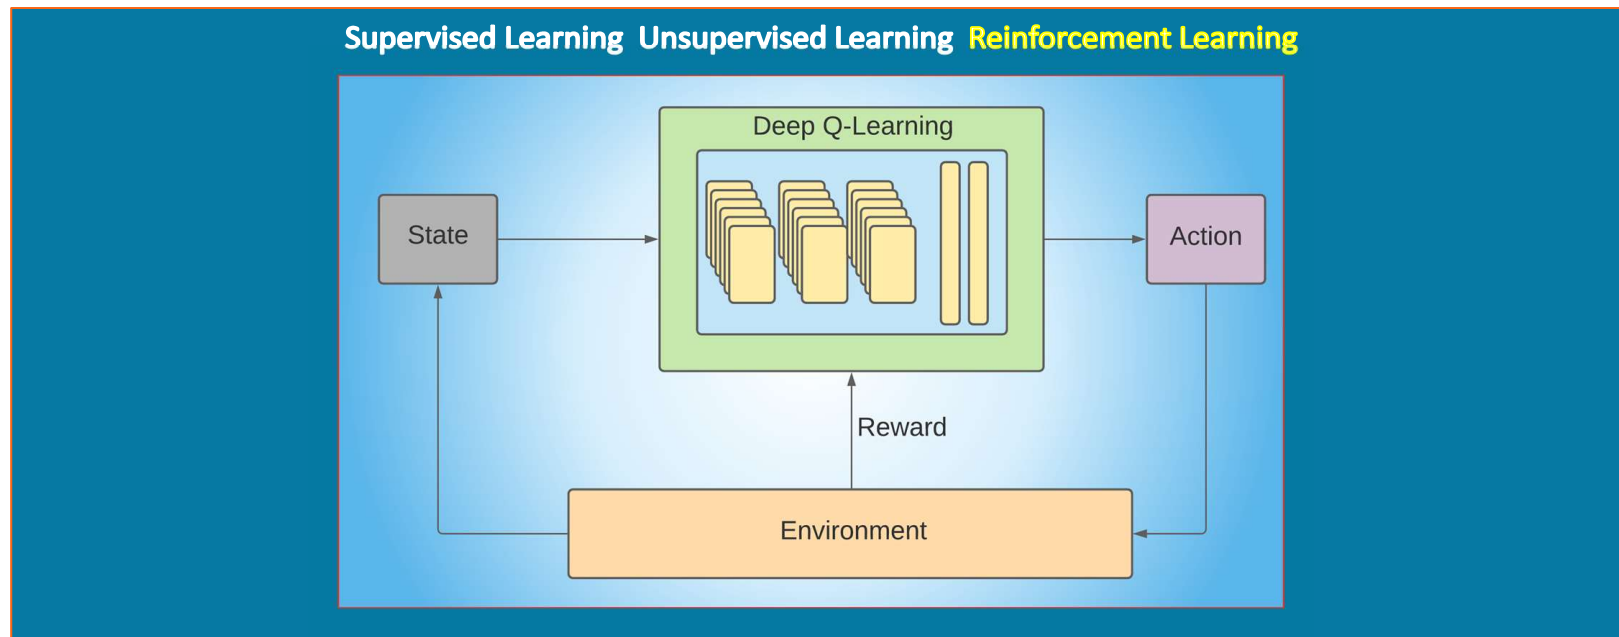 Supervised Learning Unsupervised Learning Reinforcement Learning
Deep Q-Learning
State
Action
Reward
Environment